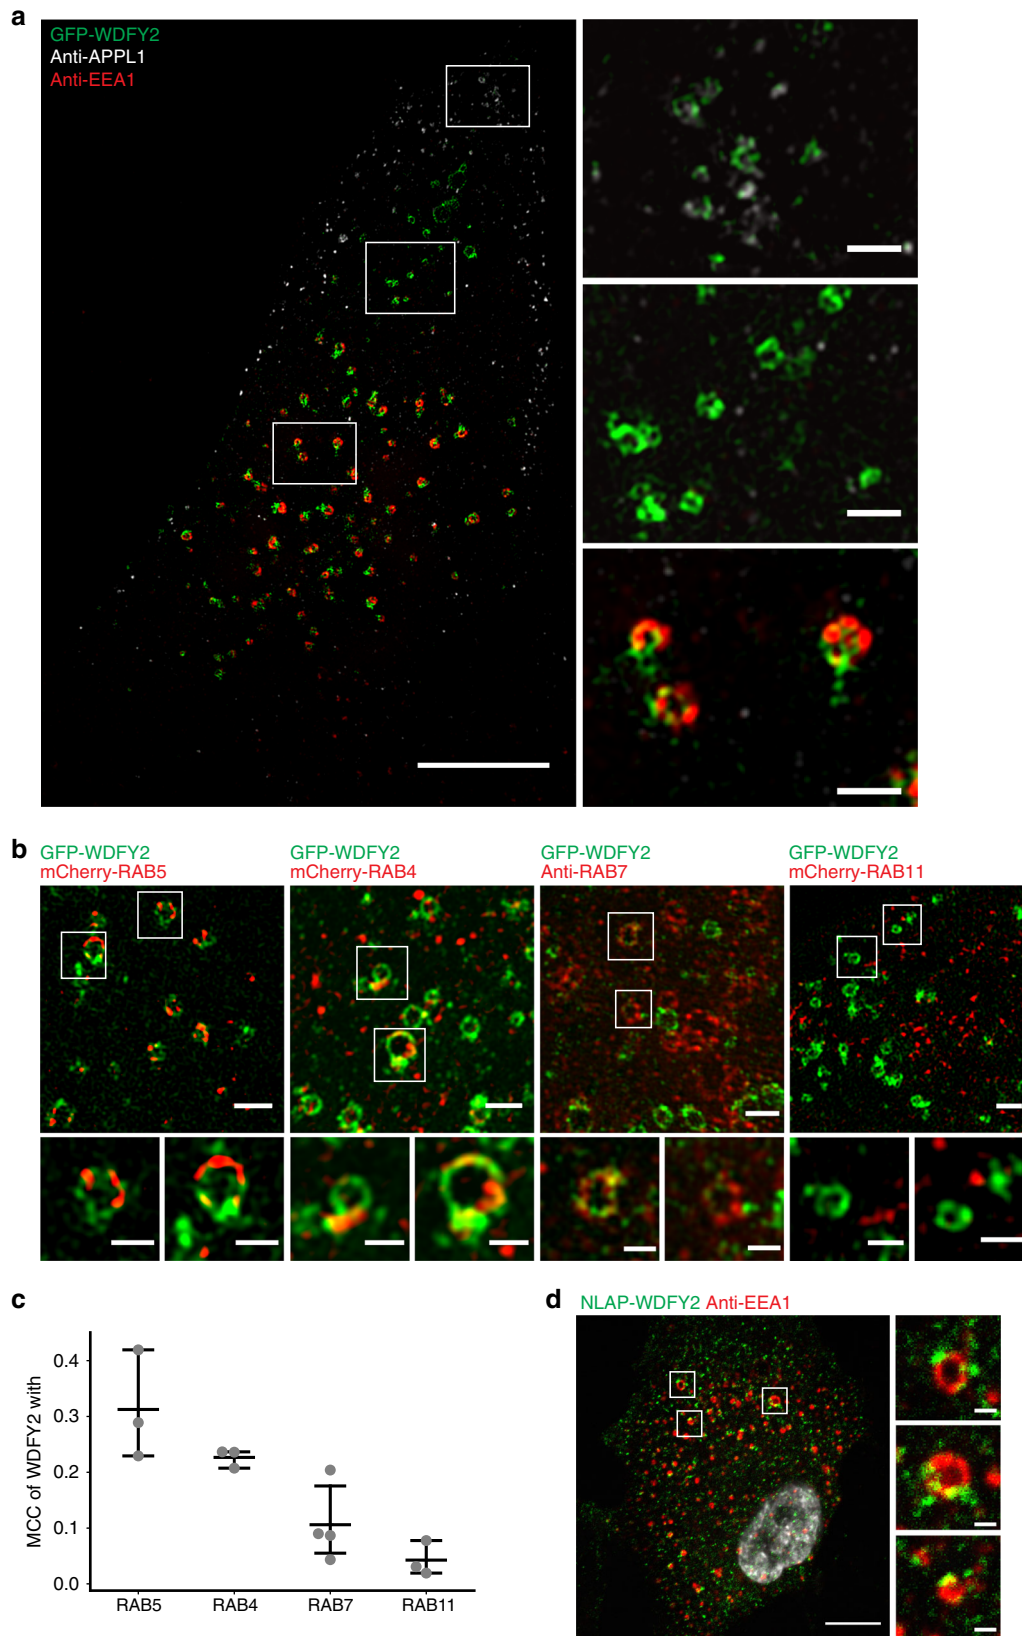 a
GFP-WDFY2
Anti-APPL1
Anti-EEA1
b
GFP-WDFY2
mCherry-RAB5
GFP-WDFY2
mCherry-RAB4
GFP-WDFY2
Anti-RAB7
GFP-WDFY2
mCherry-RAB11
c
MCC of WDFY2 with
0.4
0.3
0.2
0.1
0.0
RAB5 RAB4 RAB7 RAB11
d
NLAP-WDFY2 Anti-EEA1